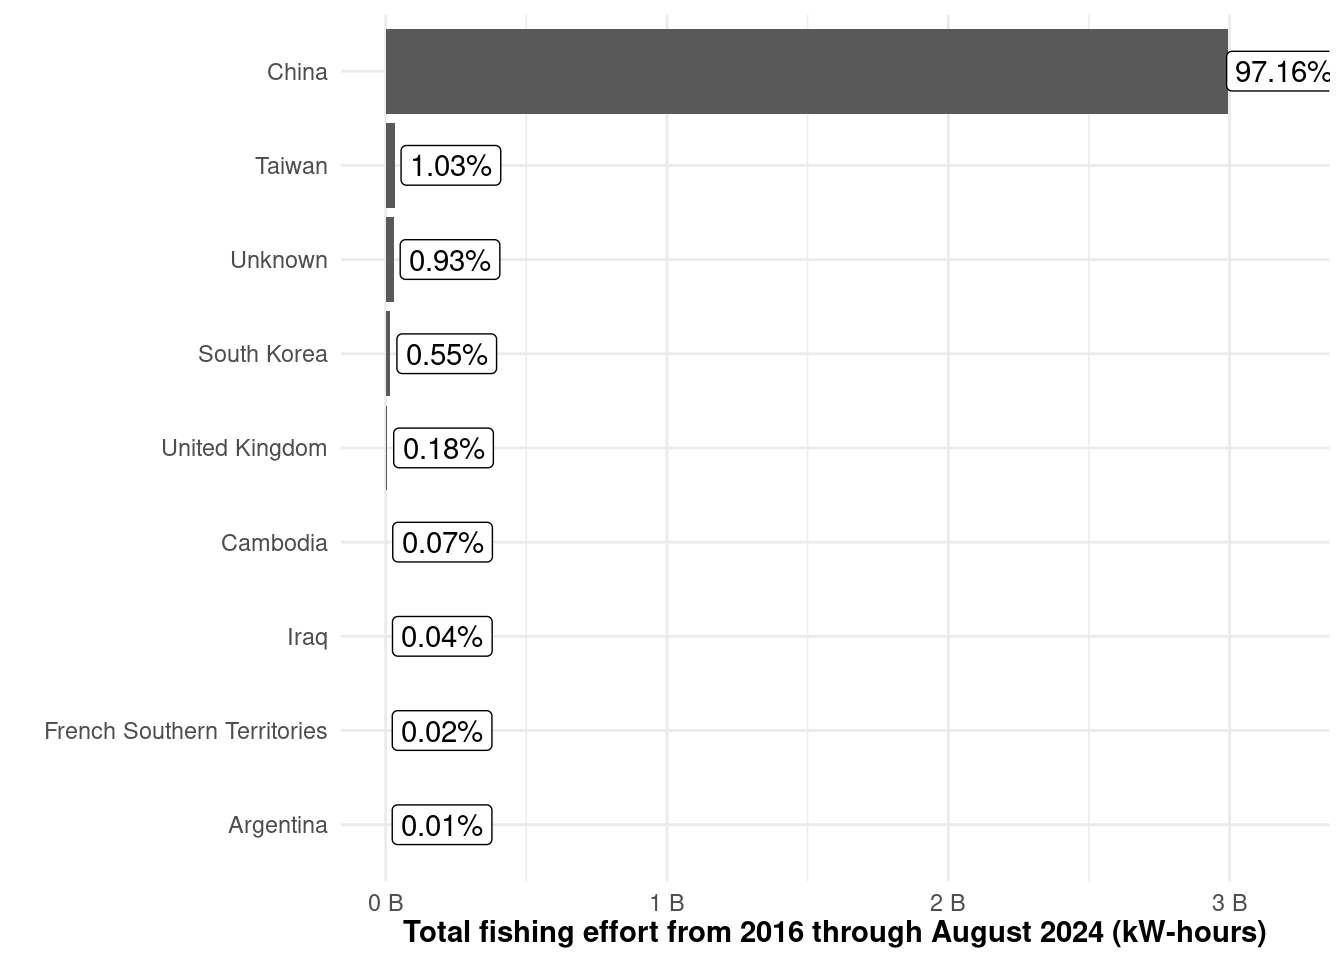 China 97.16%
Taiwan 1.03%
Unknown 0.93%
South Korea 0.55%
United Kingdom 0.18%
Cambodia 0.07%
Iraq 0.04%
French Southern Territories 0.02%
Argentina 0.01%
0 B 1 B 2 B 3 B
Total fishing effort from 2016 through August 2024 (kW-hours)